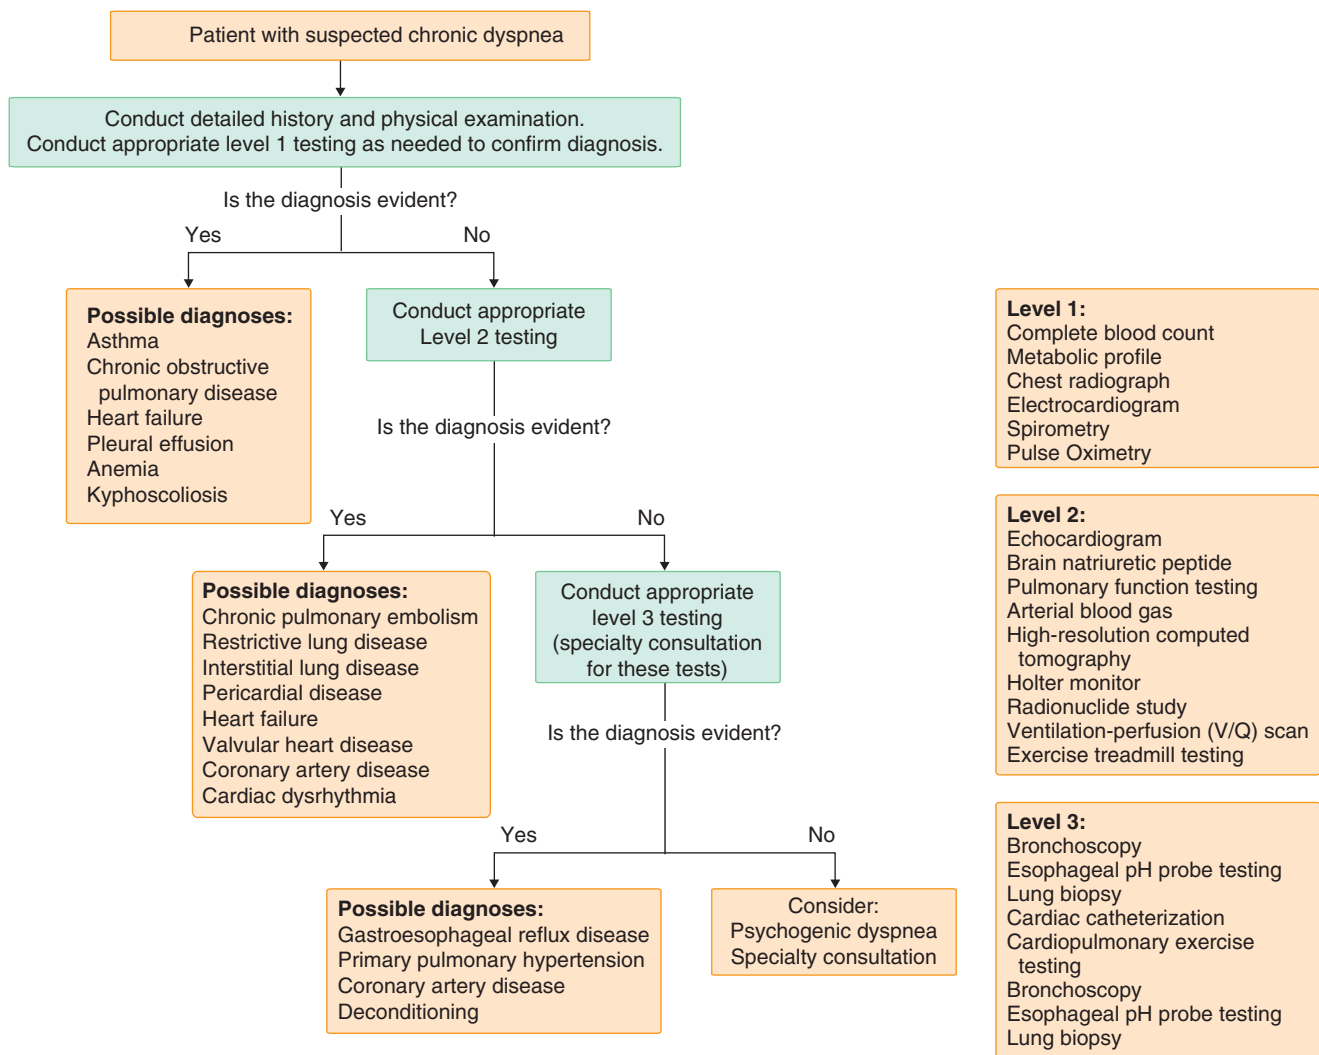 Patient with suspected chronic dyspnea
Conduct detailed history and physical examination.
Conduct appropriate level 1 testing as needed to confirm diagnosis.
Is the diagnosis evident?
Yes
No
Possible diagnoses:
Asthma
Chronic obstructive
pulmonary disease
Heart failure
Pleural effusion
Anemia
Kyphoscoliosis
Conduct appropriate
Level 2 testing
Is the diagnosis evident?
Yes
No
Possible diagnoses:
Chronic pulmonary embolism
Restrictive lung disease
Interstitial lung disease
Pericardial disease
Heart failure
Valvular heart disease
Coronary artery disease
Cardiac dysrhythmia
Conduct appropriate
level 3 testing
(specialty consultation
for these tests)
Is the diagnosis evident?
Yes
No
Possible diagnoses:
Gastroesophageal reflux disease
Primary pulmonary hypertension
Coronary artery disease
Deconditioning
Consider:
Psychogenic dyspnea
Specialty consultation
Level 1:
Complete blood count
Metabolic profile
Chest radiograph
Electrocardiogram
Spirometry
Pulse Oximetry
Level 2:
Echocardiogram
Brain natriuretic peptide
Pulmonary function testing
Arterial blood gas
High-resolution computed
tomography
Holter monitor
Radionuclide study
Ventilation-perfusion (V/Q) scan
Exercise treadmill testing
Level 3:
Bronchoscopy
Esophageal pH probe testing
Lung biopsy
Cardiac catheterization
Cardiopulmonary exercise
testing
Bronchoscopy
Esophageal pH probe testing
Lung biopsy